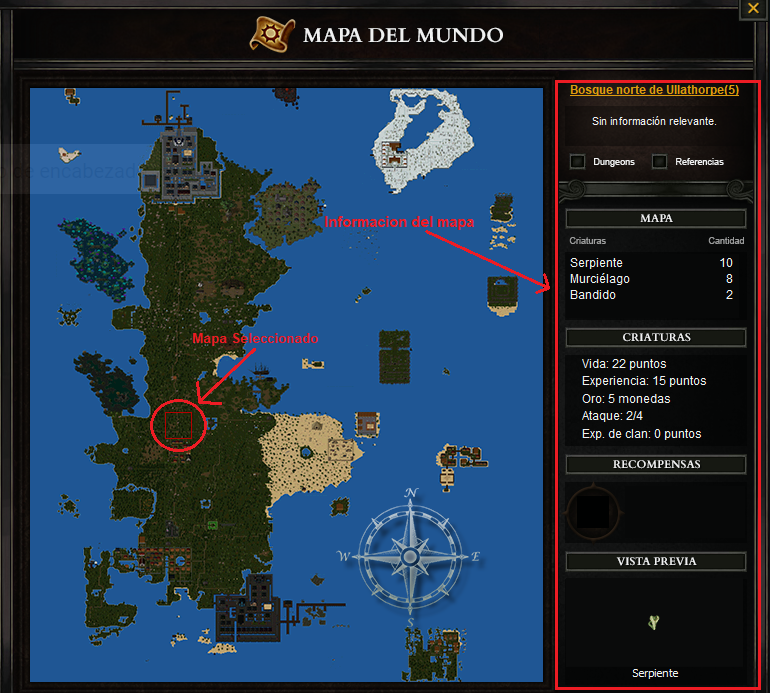 MAPA DEL MUNDO
Bosque norte de Ullathorpe(5)
Sin información relevante.
Dungeons
Referencias
de encabezad
Informacion del mapa
MAPA
Criaturas Cantidad
Serpiente 10
Murciélago 8
Bandido 2
Mapa Seleccionado
CRIATURAS
Vida: 22 puntos
Experiencia: 15 puntos
Oro: 5 monedas
Ataque: 2/4
Exp. de clan: 0 puntos
RECOMPENSAS
N
W E
S
VISTA PREVIA
Serpiente